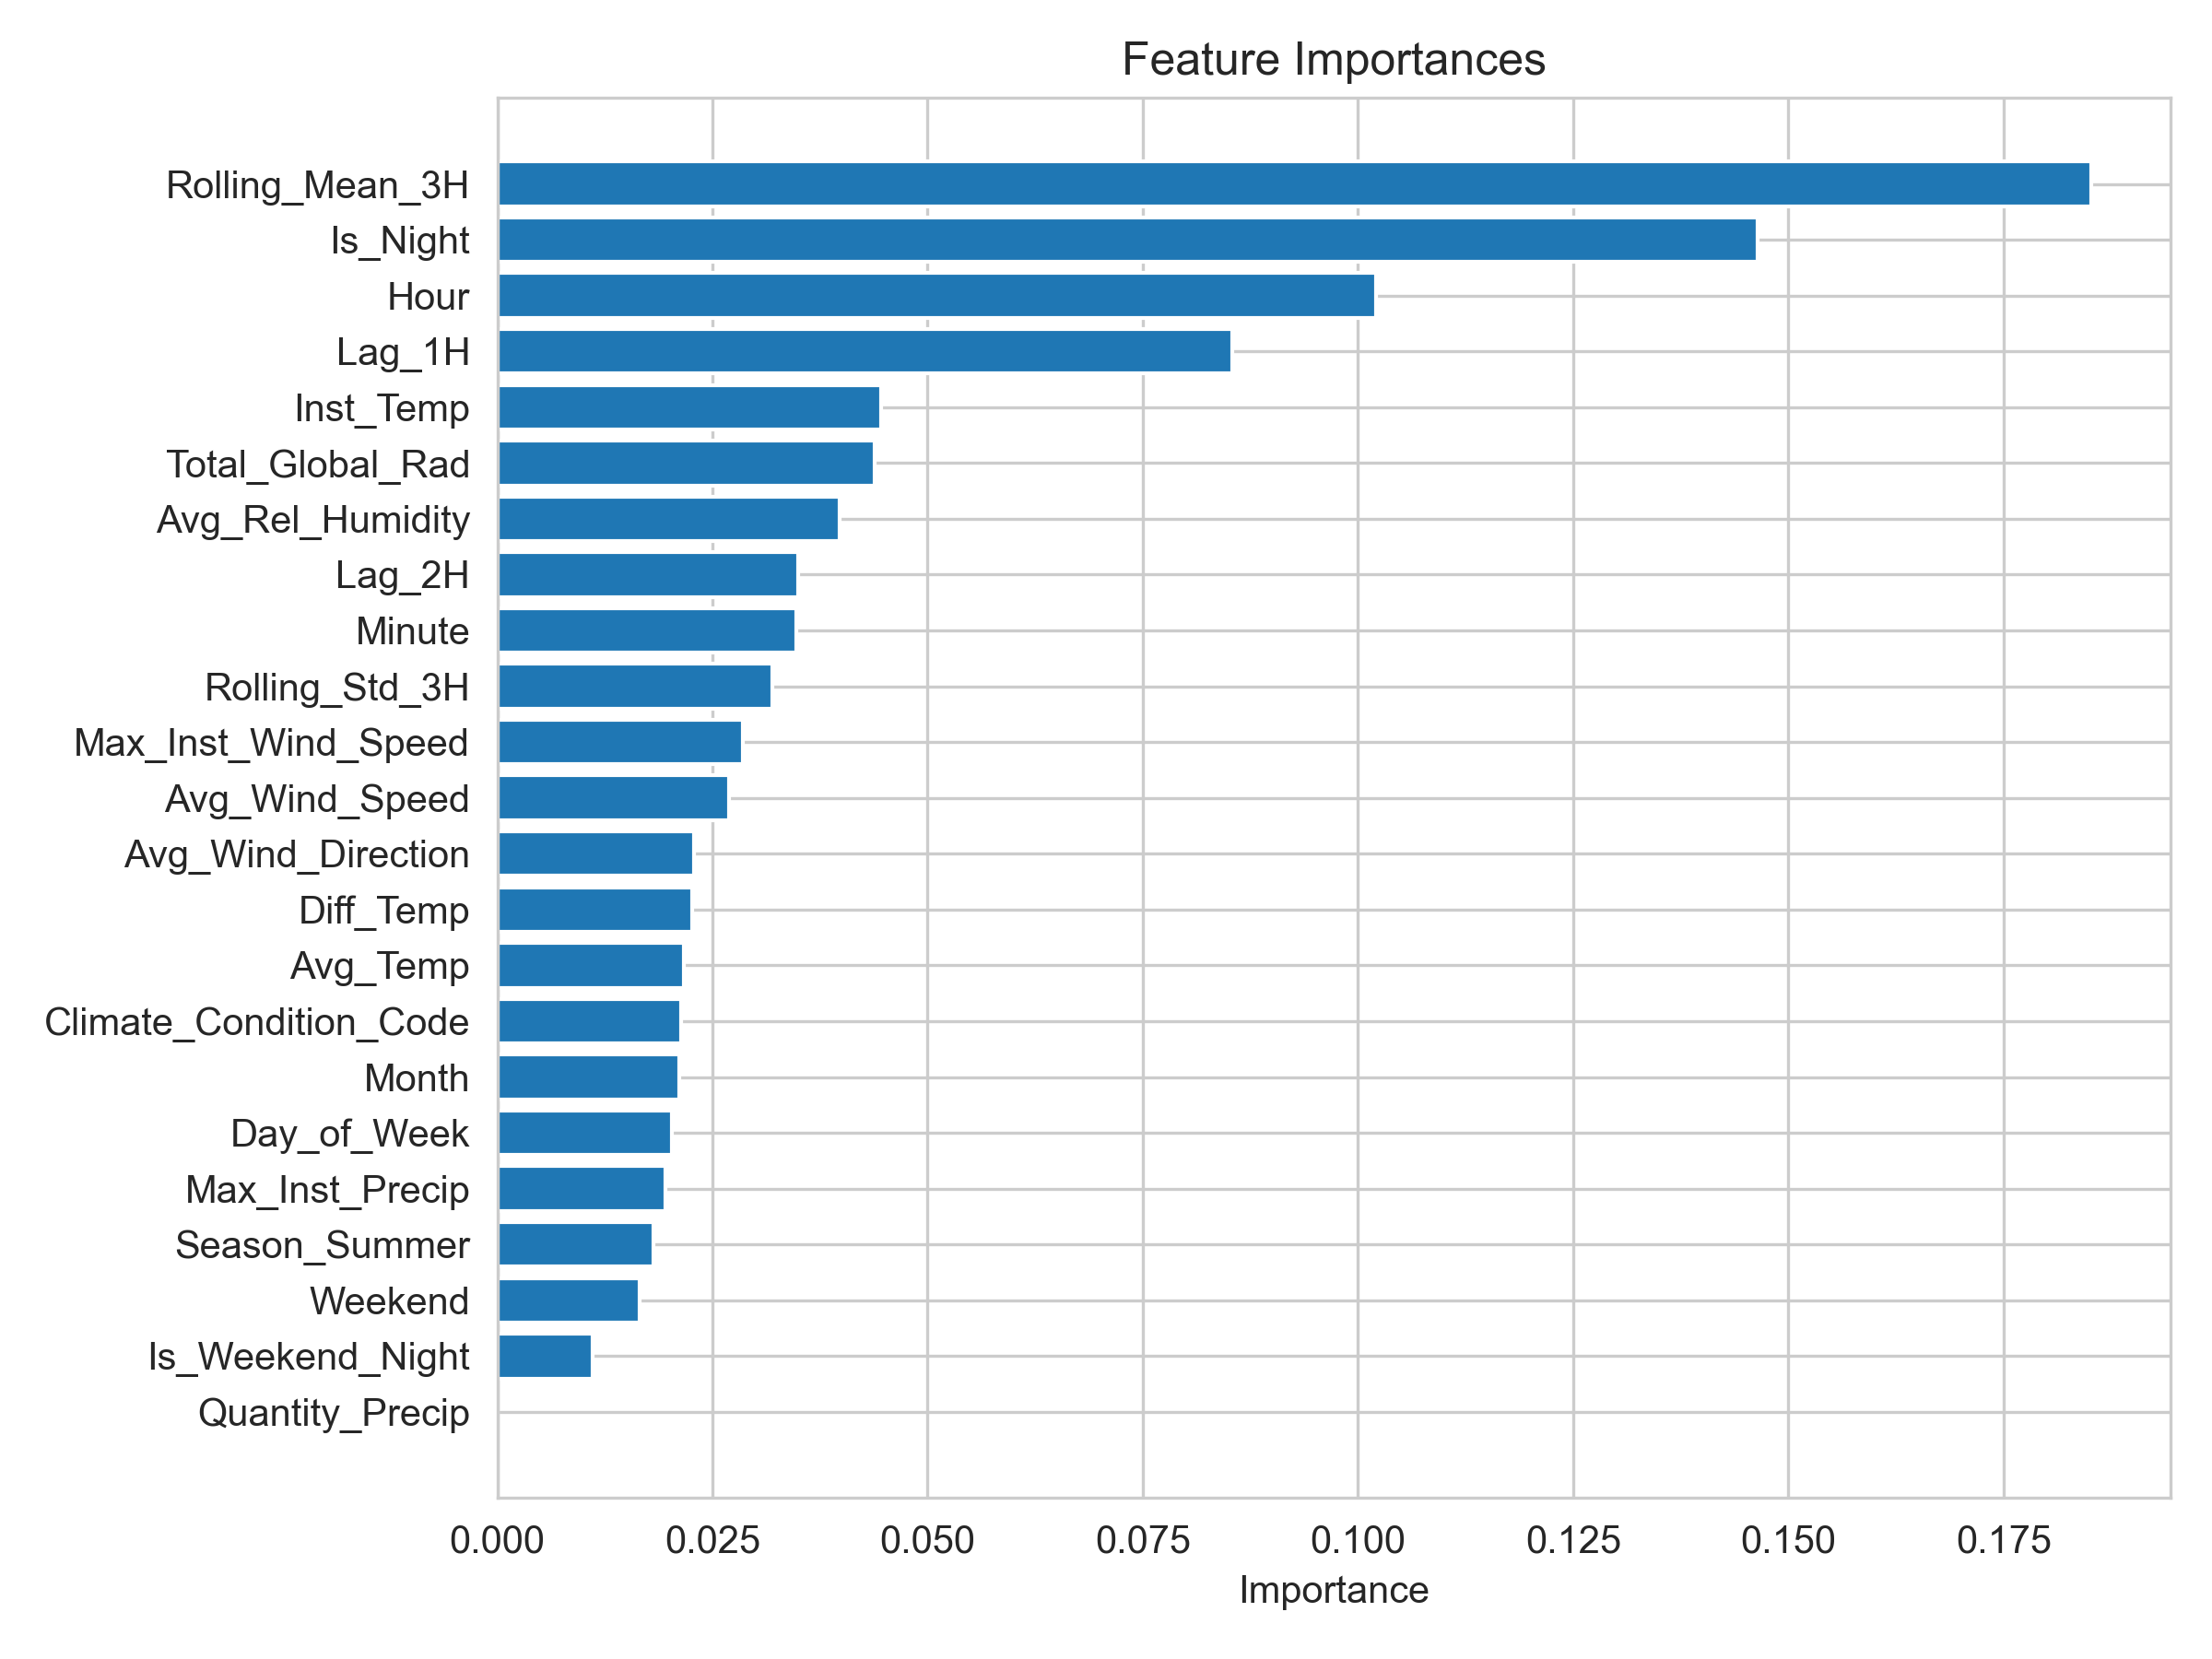 Feature Importances
Rolling_Mean_3H
Is_Night
Hour
Lag_1H
Inst_Temp
Total_Global_Rad
Avg_Rel_Humidity
Lag_2H
Minute
Rolling_Std_3H
Max_Inst_Wind_Speed
Avg_Wind_Speed
Avg_Wind_Direction
Diff_Temp
Avg_Temp
Climate_Condition_Code
Month
Day_of_Week
Max_Inst_Precip
Season_Summer
Weekend
Is_Weekend_Night
Quantity_Precip
0.000 0.025 0.050 0.075 0.100 0.125 0.150 0.175
Importance